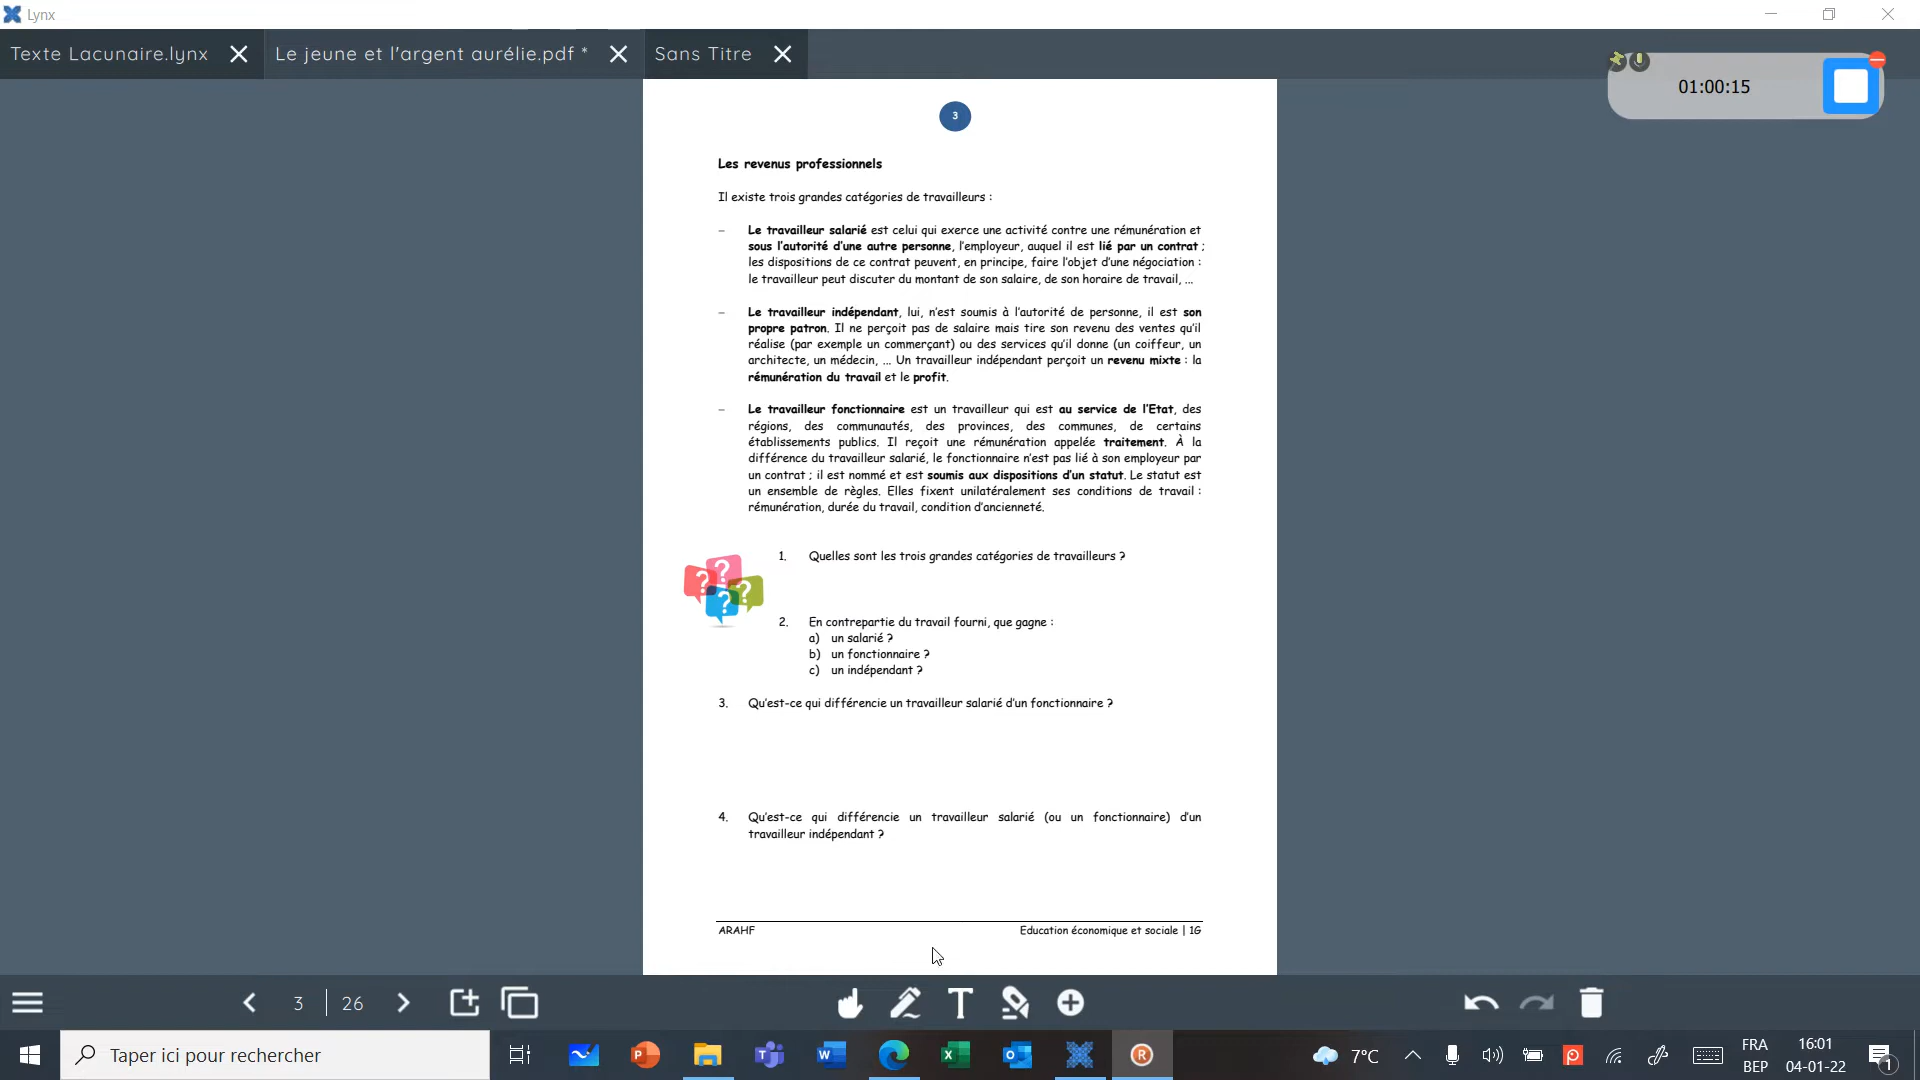 Lynx
Texte Lacunaire.lynx
Le jeune et l'argent aurélie.pdf *
Sans Titre
01:00:15
3
Les revenus professionnels
Il existe trois grandes catégories de travailleurs :
– Le travailleur salarié est celui qui exerce une activité contre une rémunération et
sous l'autorité d'une autre personne, l'employeur, auquel il est lié par un contrat ;
les dispositions de ce contrat peuvent, en principe, faire l'objet d'une négociation :
le travailleur peut discuter du montant de son salaire, de son horaire de travail, ...
– Le travailleur indépendant, lui, n'est soumis à l'autorité de personne, il est son
propre patron. Il ne perçoit pas de salaire mais tire son revenu des ventes qu'il
réalise (par exemple un commerçant) ou des services qu'il donne (un coiffeur, un
architecte, un médecin, ... Un travailleur indépendant perçoit un revenu mixte : la
rémunération du travail et le profit.
– Le travailleur fonctionnaire est un travailleur qui est au service de l'Etat, des
régions, des communautés, des provinces, des communes, de certains
établissements publics. Il reçoit une rémunération appelée traitement. À la
différence du travailleur salarié, le fonctionnaire n'est pas lié à son employeur par
un contrat ; il est nommé et est soumis aux dispositions d'un statut. Le statut est
un ensemble de règles. Elles fixent unilatéralement ses conditions de travail :
rémunération, durée du travail, condition d'ancienneté.
? ? ? ?
1. Quelles sont les trois grandes catégories de travailleurs ?
2. En contrepartie du travail fourni, que gagne :
a) un salarié ?
b) un fonctionnaire ?
c) un indépendant ?
3. Qu'est-ce qui différencie un travailleur salarié d'un fonctionnaire ?
4. Qu'est-ce qui différencie un travailleur salarié (ou un fonctionnaire) d'un
travailleur indépendant ?
ARAHF
Education économique et sociale | 1G
3 | 26
T
Taper ici pour rechercher
7°C
FRA
BEP
16:01
04-01-22
1